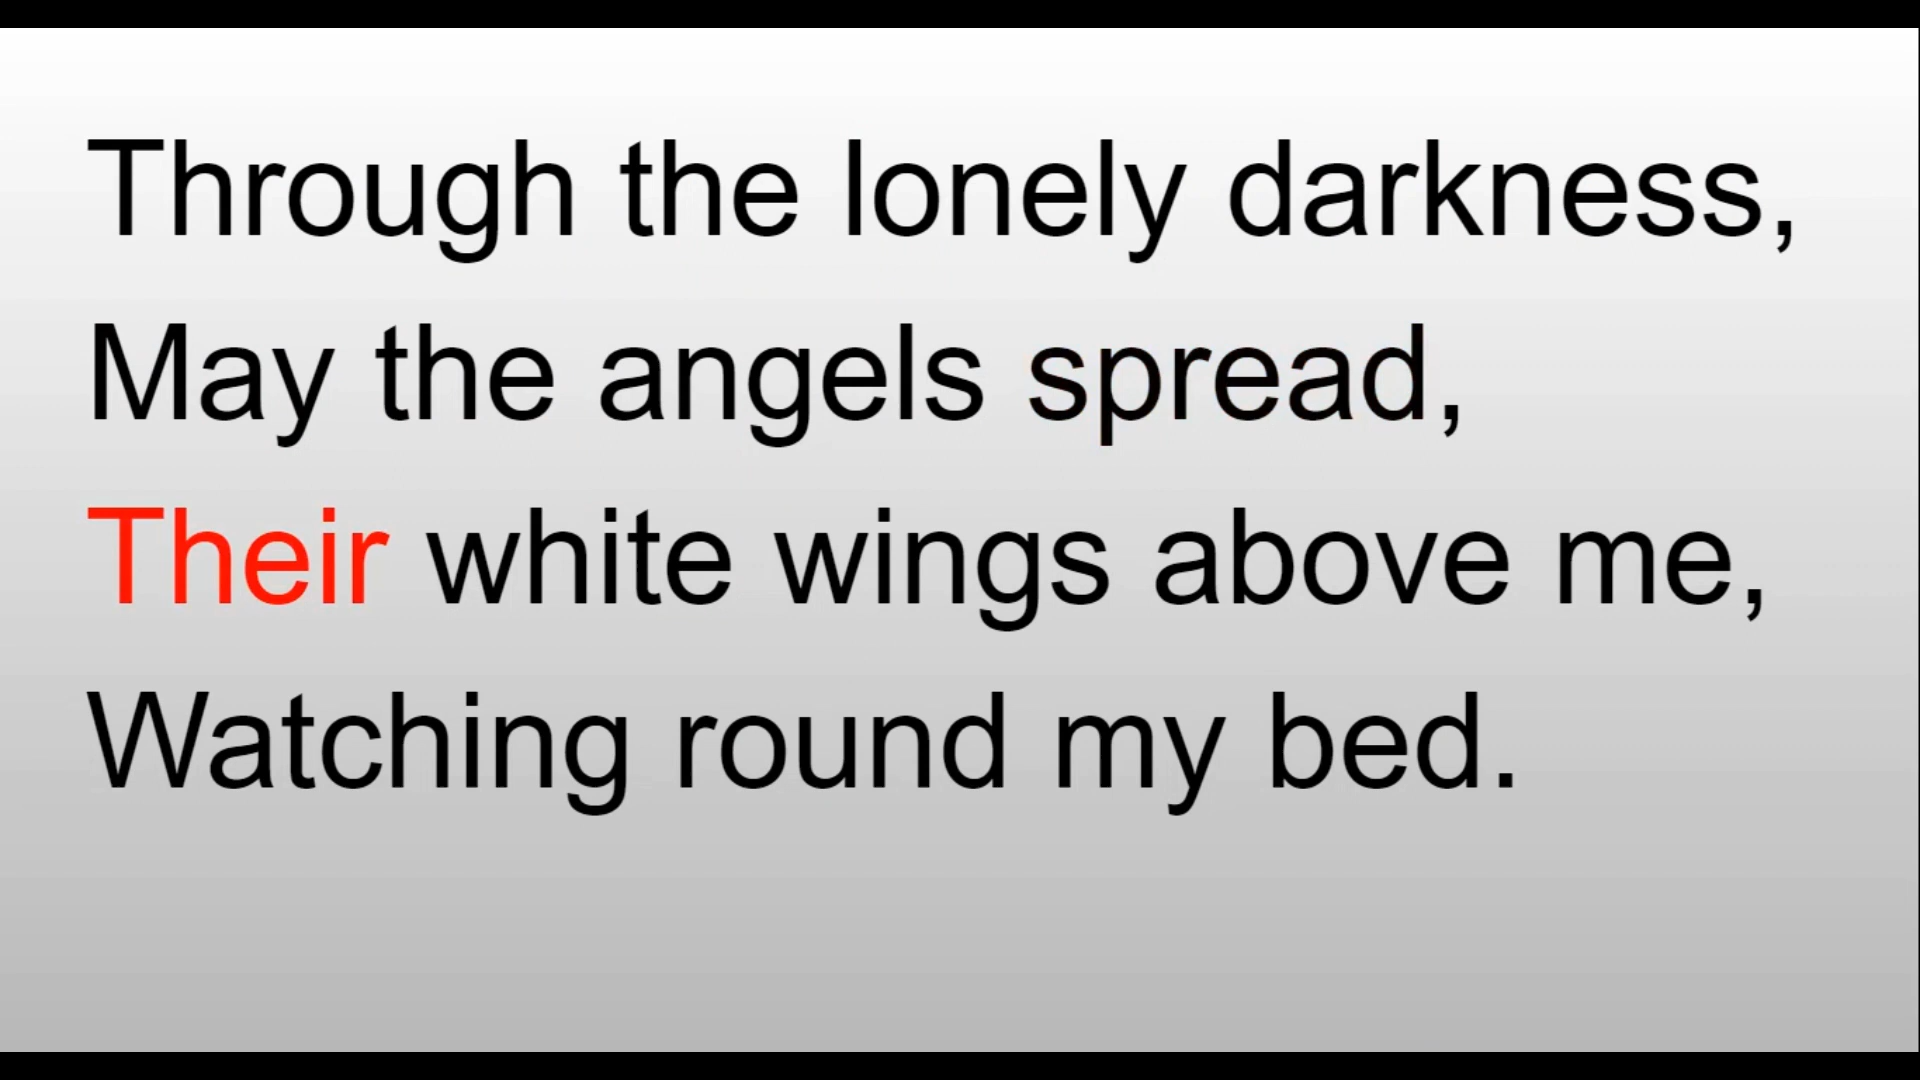 Through the lonely darkness,
May the angels spread,
Their white wings above me,
Watching round my bed.